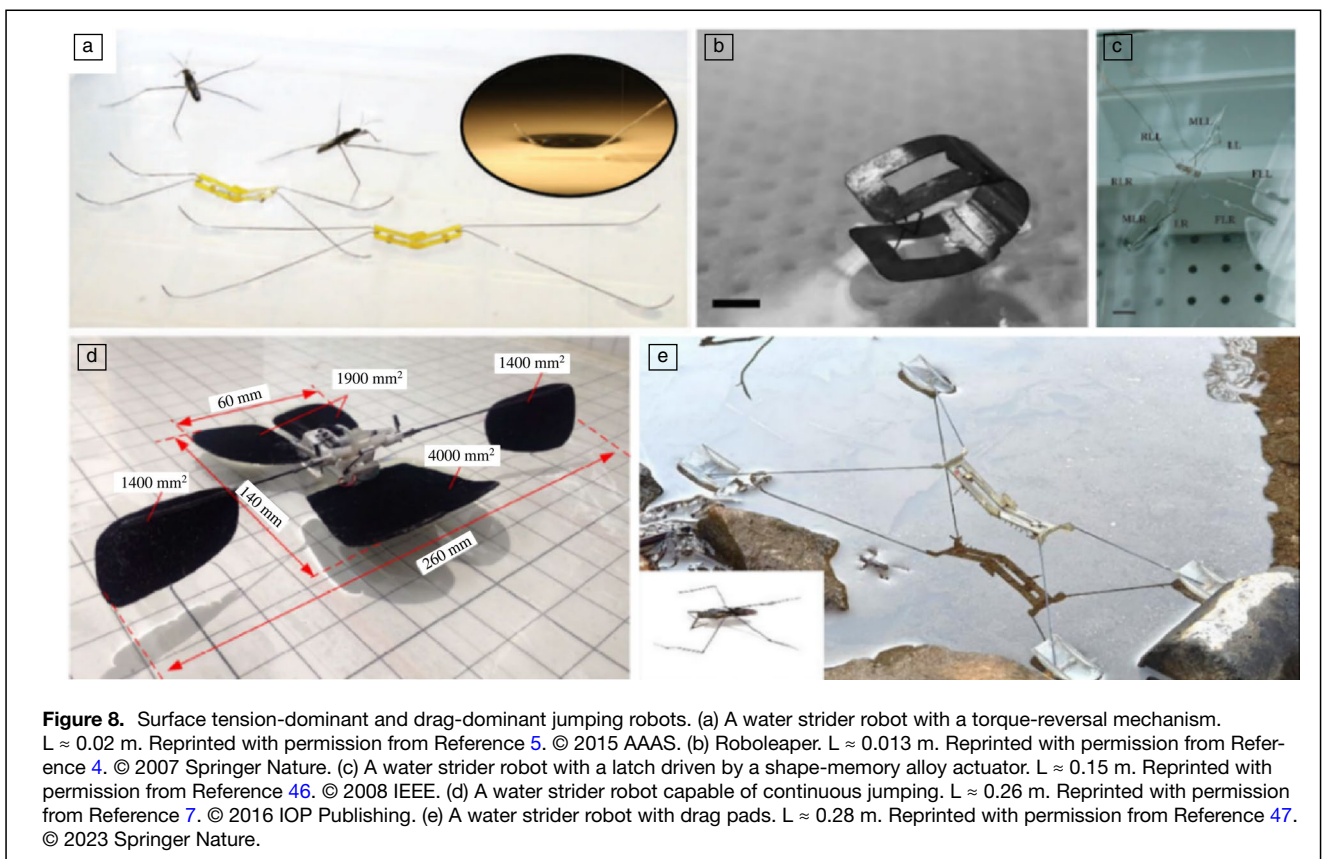 a
b
c
MLL
RLL
LL
RLR
FLL
MLR
LR
FLR
d
1400 mm²
1900 mm²
60 mm
4000 mm²
1400 mm²
140 mm
260 mm
e
Figure 8. Surface tension-dominant and drag-dominant jumping robots. (a) A water strider robot with a torque-reversal mechanism.
L ≈ 0.02 m. Reprinted with permission from Reference 5. © 2015 AAAS. (b) Roboleaper. L ≈ 0.013 m. Reprinted with permission from Refer-
ence 4. © 2007 Springer Nature. (c) A water strider robot with a latch driven by a shape-memory alloy actuator. L ≈ 0.15 m. Reprinted with
permission from Reference 46. © 2008 IEEE. (d) A water strider robot capable of continuous jumping. L ≈ 0.26 m. Reprinted with permission
from Reference 7. © 2016 IOP Publishing. (e) A water strider robot with drag pads. L ≈ 0.28 m. Reprinted with permission from Reference 47.
© 2023 Springer Nature.